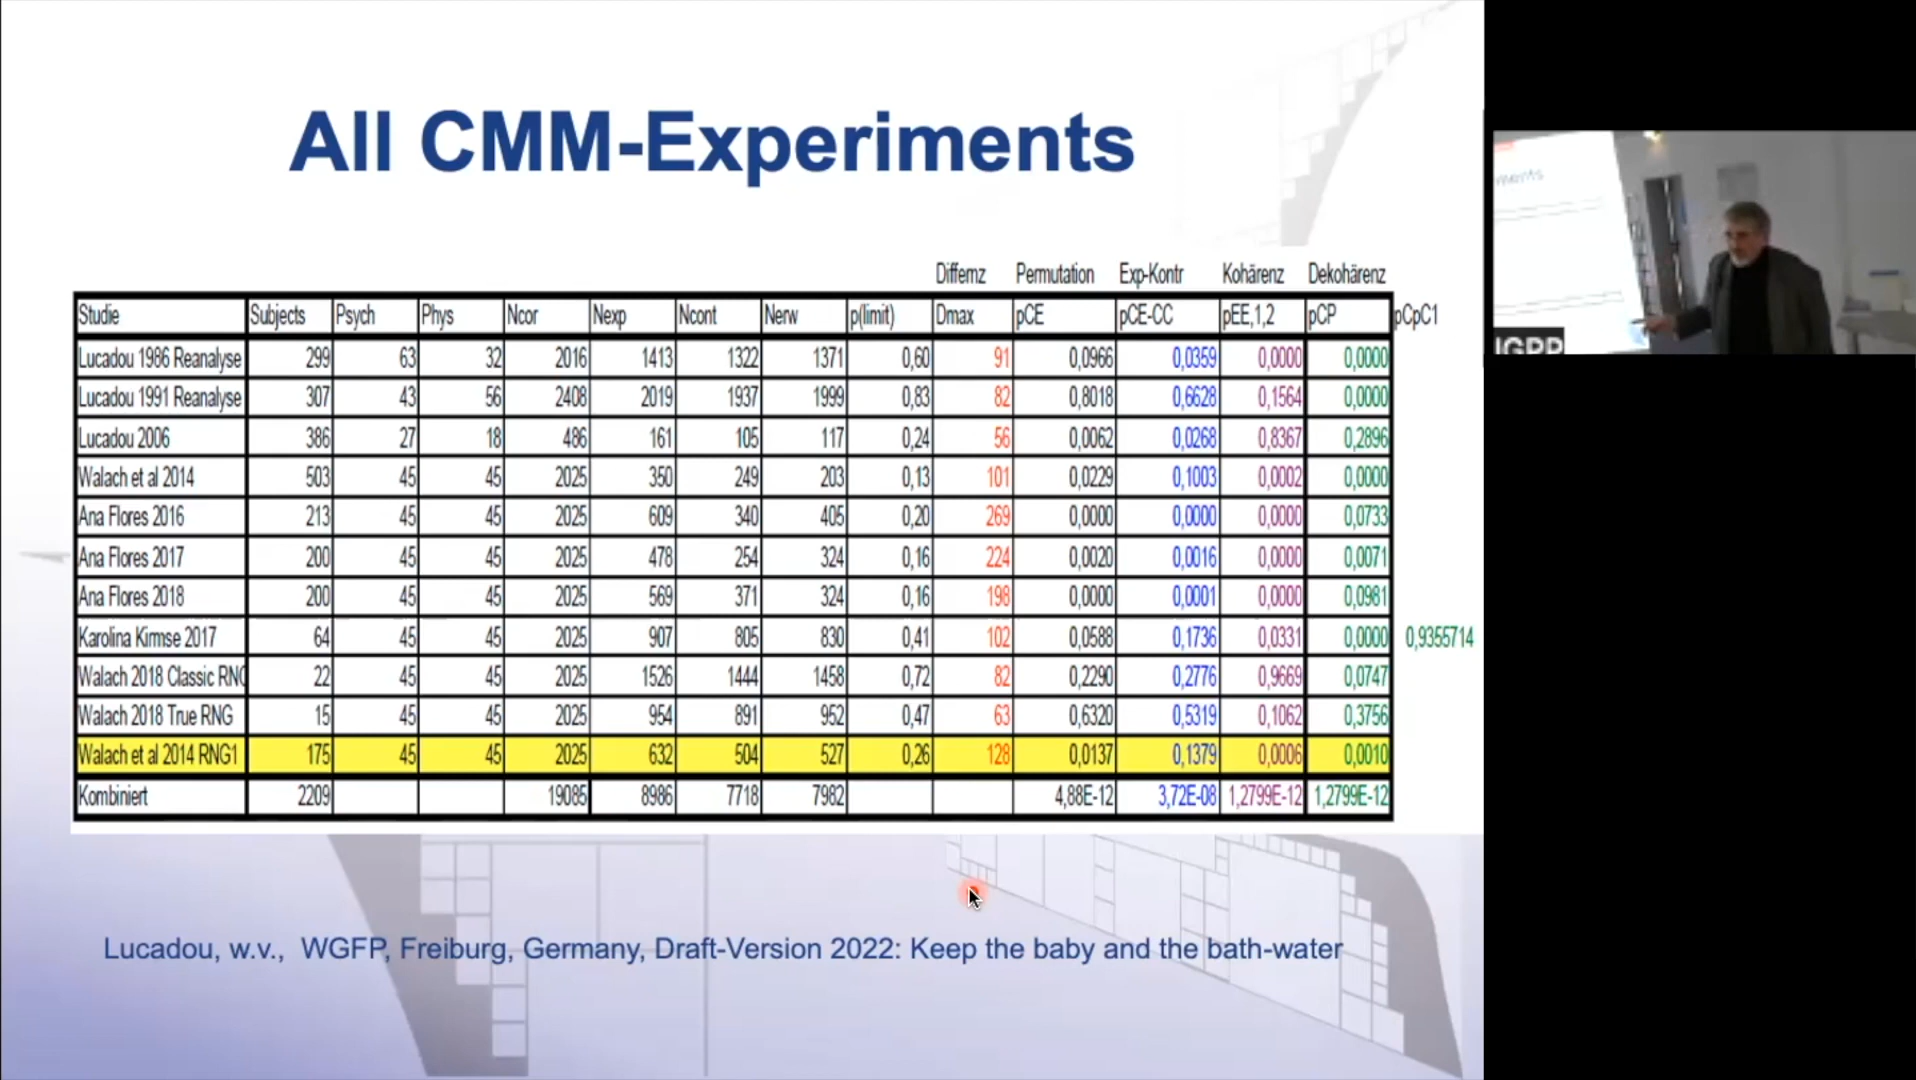 All CMM-Experiments
Differnz Permutation Exp-Kontr Kohärenz Dekohärenz
Studie Subjects Psych Phys Ncor Nexp Ncont Nerw p(limit) Dmax pCE pCE-CC pEE,1,2 pCP pCpC1
Lucadou 1986 Reanalyse 299 63 32 2016 1413 1322 1371 0,60 91 0,0966 0,0359 0,0000 0,0000
Lucadou 1991 Reanalyse 307 43 56 2408 2019 1937 1999 0,83 82 0,8018 0,6628 0,1564 0,0000
Lucadou 2006 386 27 18 486 161 105 117 0,24 56 0,0062 0,0268 0,8367 0,2896
Walach et al 2014 503 45 45 2025 350 249 203 0,13 101 0,0229 0,1003 0,0002 0,0000
Ana Flores 2016 213 45 45 2025 609 340 405 0,20 269 0,0000 0,0000 0,0000 0,0733
Ana Flores 2017 200 45 45 2025 478 254 324 0,16 224 0,0020 0,0016 0,0000 0,0071
Ana Flores 2018 200 45 45 2025 569 371 324 0,16 198 0,0000 0,0001 0,0000 0,0981
Karolina Kirmse 2017 64 45 45 2025 907 805 830 0,41 102 0,0588 0,1736 0,0331 0,0000 0,9355714
Walach 2018 Classic RNG 22 45 45 2025 1526 1444 1458 0,72 82 0,2290 0,2776 0,9669 0,0747
Walach 2018 True RNG 15 45 45 2025 954 891 952 0,47 63 0,6320 0,5319 0,1062 0,3756
Walach et al 2014 RNG1 175 45 45 2025 632 504 527 0,26 128 0,0137 0,1379 0,0006 0,0010
Kombiniert 2209 19085 8986 7718 7982 4,88E-12 3,72E-08 1,2799E-12 1,2799E-12
Lucadou, w.v., WGFP, Freiburg, Germany, Draft-Version 2022: Keep the baby and the bath-water